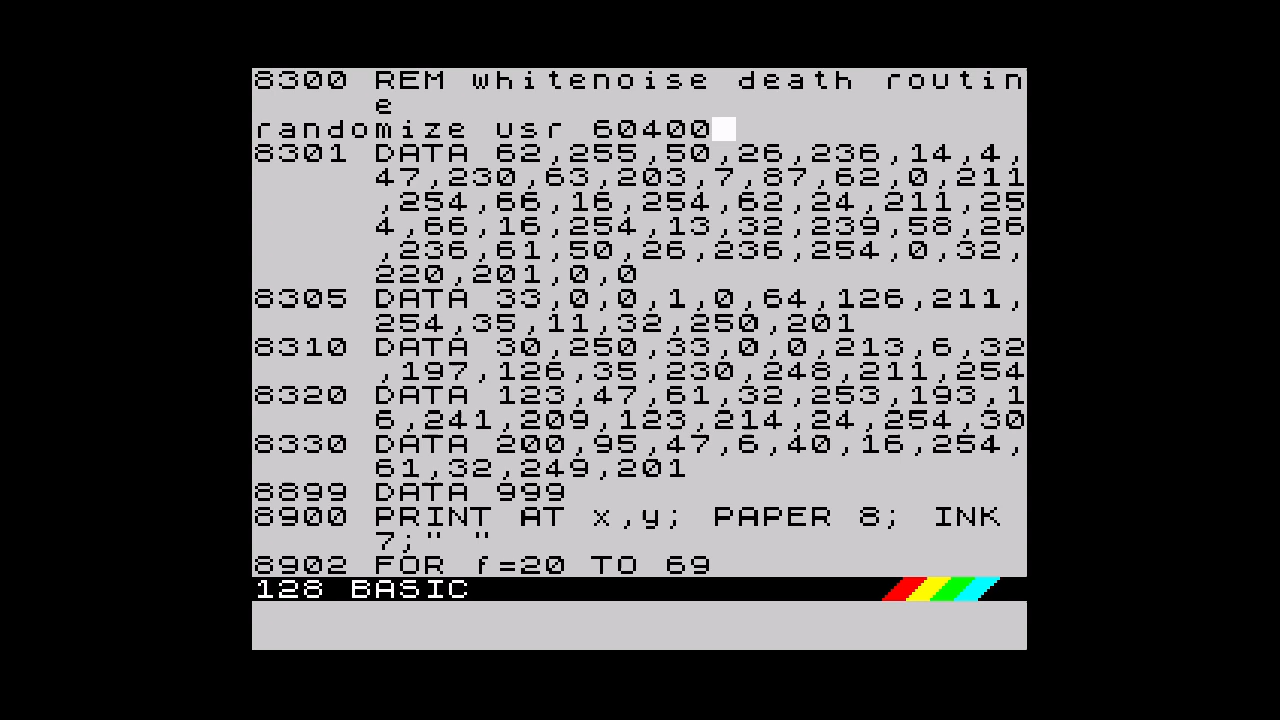 8300 REM whitenoise death routin
e
randomize usr 60400
8301 DATA 62,255,50,26,236,14,4,
47,230,63,203,7,87,62,0,211
,254,66,16,254,62,24,211,25
4,66,16,254,13,32,239,58,26
,236,61,50,26,236,254,0,32,
220,201,0,0
8305 DATA 33,0,0,1,0,64,126,211,
254,35,11,32,250,201
8310 DATA 30,250,33,0,0,213,6,32
,197,126,35,230,248,211,254
8320 DATA 123,47,61,32,253,193,1
6,241,209,123,214,24,254,30
8330 DATA 200,95,47,6,40,16,254,
61,32,249,201
8899 DATA 999
8900 PRINT AT x,y; PAPER 8; INK
7;" "
8902 FOR f=20 TO 69
128 BASIC